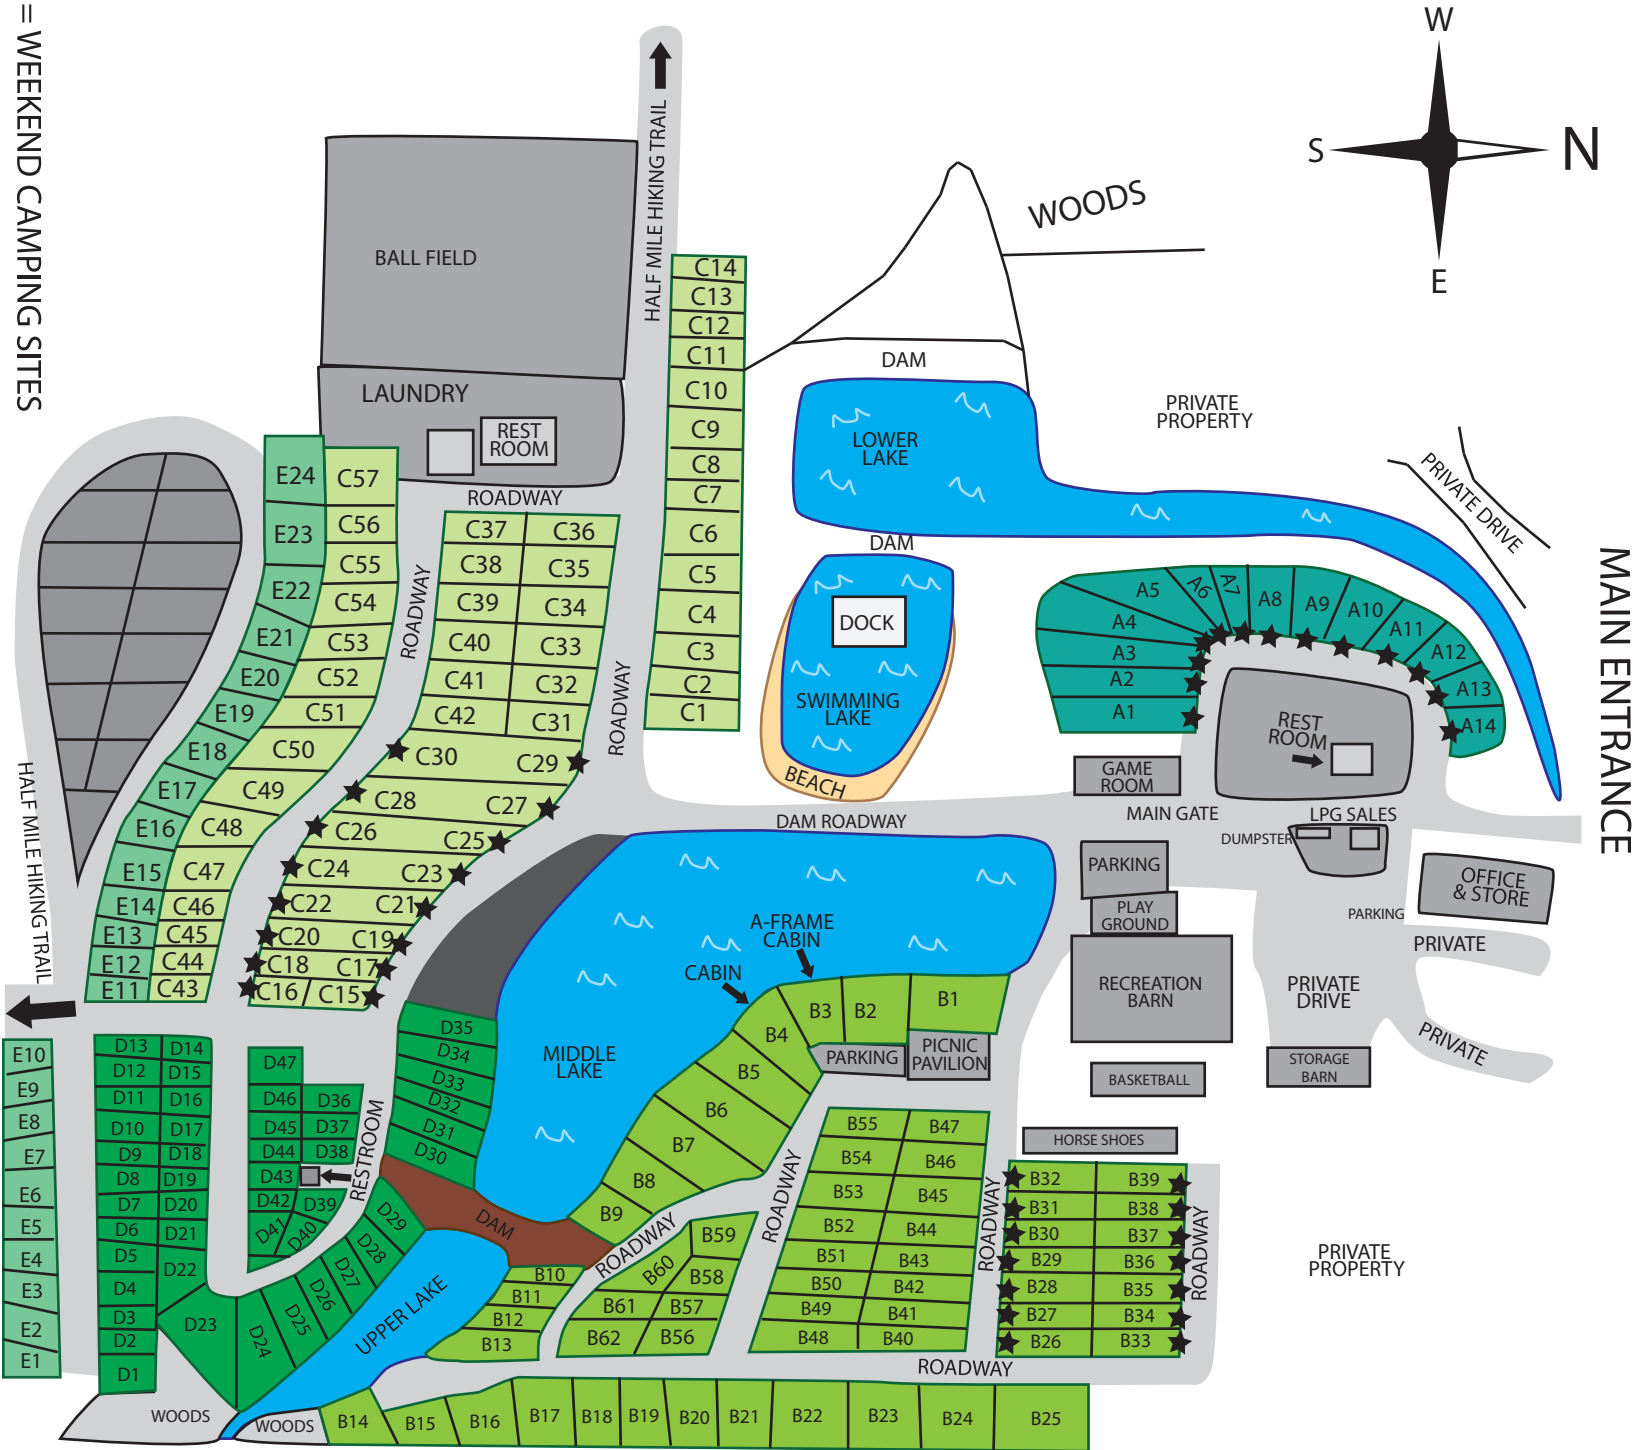 = WEEKEND CAMPING SITES
W
S
N
E
WOODS
HALF MILE HIKING TRAIL
BALL FIELD
LAUNDRY
REST
ROOM
ROADWAY
C14
C13
C12
C11
C10
C9
C8
C7
C6
C5
C4
C3
C2
C1
DAM
LOWER
LAKE
DAM
DOCK
SWIMMING
LAKE
BEACH
PRIVATE
PROPERTY
PRIVATE DRIVE
MAIN ENTRANCE
A1
A2
A3
A4
A5
A6
A7
A8
A9
A10
A11
A12
A13
A14
REST
ROOM
GAME
ROOM
MAIN GATE
LPG SALES
DUMPSTER
DAM ROADWAY
PARKING
PLAY
GROUND
RECREATION
BARN
OFFICE
& STORE
PARKING
PRIVATE
PRIVATE
DRIVE
PRIVATE
STORAGE
BARN
BASKETBALL
HORSE SHOES
PRIVATE
PROPERTY
E24
E23
E22
E21
E20
E19
E18
E17
E16
E15
E14
E13
E12
E11
C57
C56
C55
C54
C53
C52
C51
C50
C49
C48
C47
C46
C45
C44
C43
ROADWAY
C37 C36
C38 C35
C39 C34
C40 C33
C41 C32
C42 C31
C30 C29
C28 C27
C26 C25
C24 C23
C22 C21
C20 C19
C18 C17
C16 C15
ROADWAY
HALF MILE HIKING TRAIL
E10
E9
E8
E7
E6
E5
E4
E3
E2
E1
D13 D14
D12 D15
D11 D16
D10 D17
D9 D18
D8 D19
D7 D20
D6 D21
D5 D22
D4
D3
D2
D1
D47
D46 D36
D45 D37
D44 D38
D43
D42 D39
D41 D40
RESTROOM
D35
D34
D33
D32
D31
D30
D29
D28
D27
D26
D25
D24
D23
MIDDLE
LAKE
DAM
UPPER LAKE
WOODS
WOODS
A-FRAME
CABIN
CABIN
B1
B2
B3
B4
B5
B6
B7
B8
B9
PARKING
PICNIC
PAVILION
ROADWAY
B10
B11
B12
B13
B59
B60 B58
B61 B57
B62 B56
ROADWAY
B55 B47
B54 B46
B53 B45
B52 B44
B51 B43
B50 B42
B49 B41
B48 B40
ROADWAY
B32 B39
B31 B38
B30 B37
B29 B36
B28 B35
B27 B34
B26 B33
ROADWAY
ROADWAY
B14 B15 B16 B17 B18 B19 B20 B21 B22 B23 B24 B25